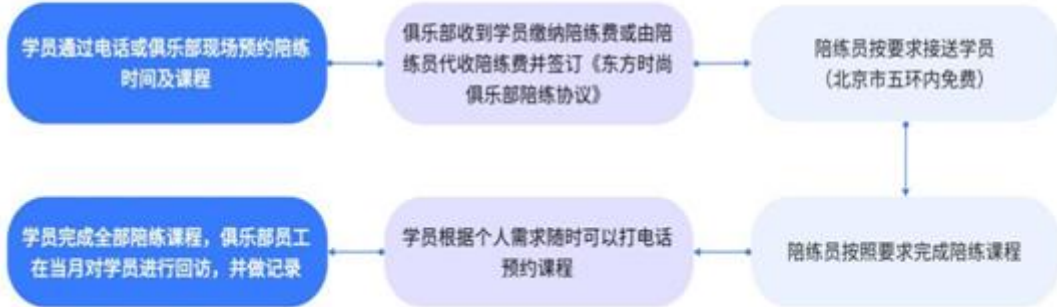 学员通过电话或俱乐部现场预约陪练
时间及课程
俱乐部收到学员缴纳陪练费或由陪
练员代收陪练费并签订《东方时尚
俱乐部陪练协议》
陪练员按要求接送学员
（北京市五环内免费）
陪练员按照要求完成陪练课程
学员根据个人需求随时可以打电话
预约课程
学员完成全部陪练课程，俱乐部员工
在当月对学员进行回访，并做记录